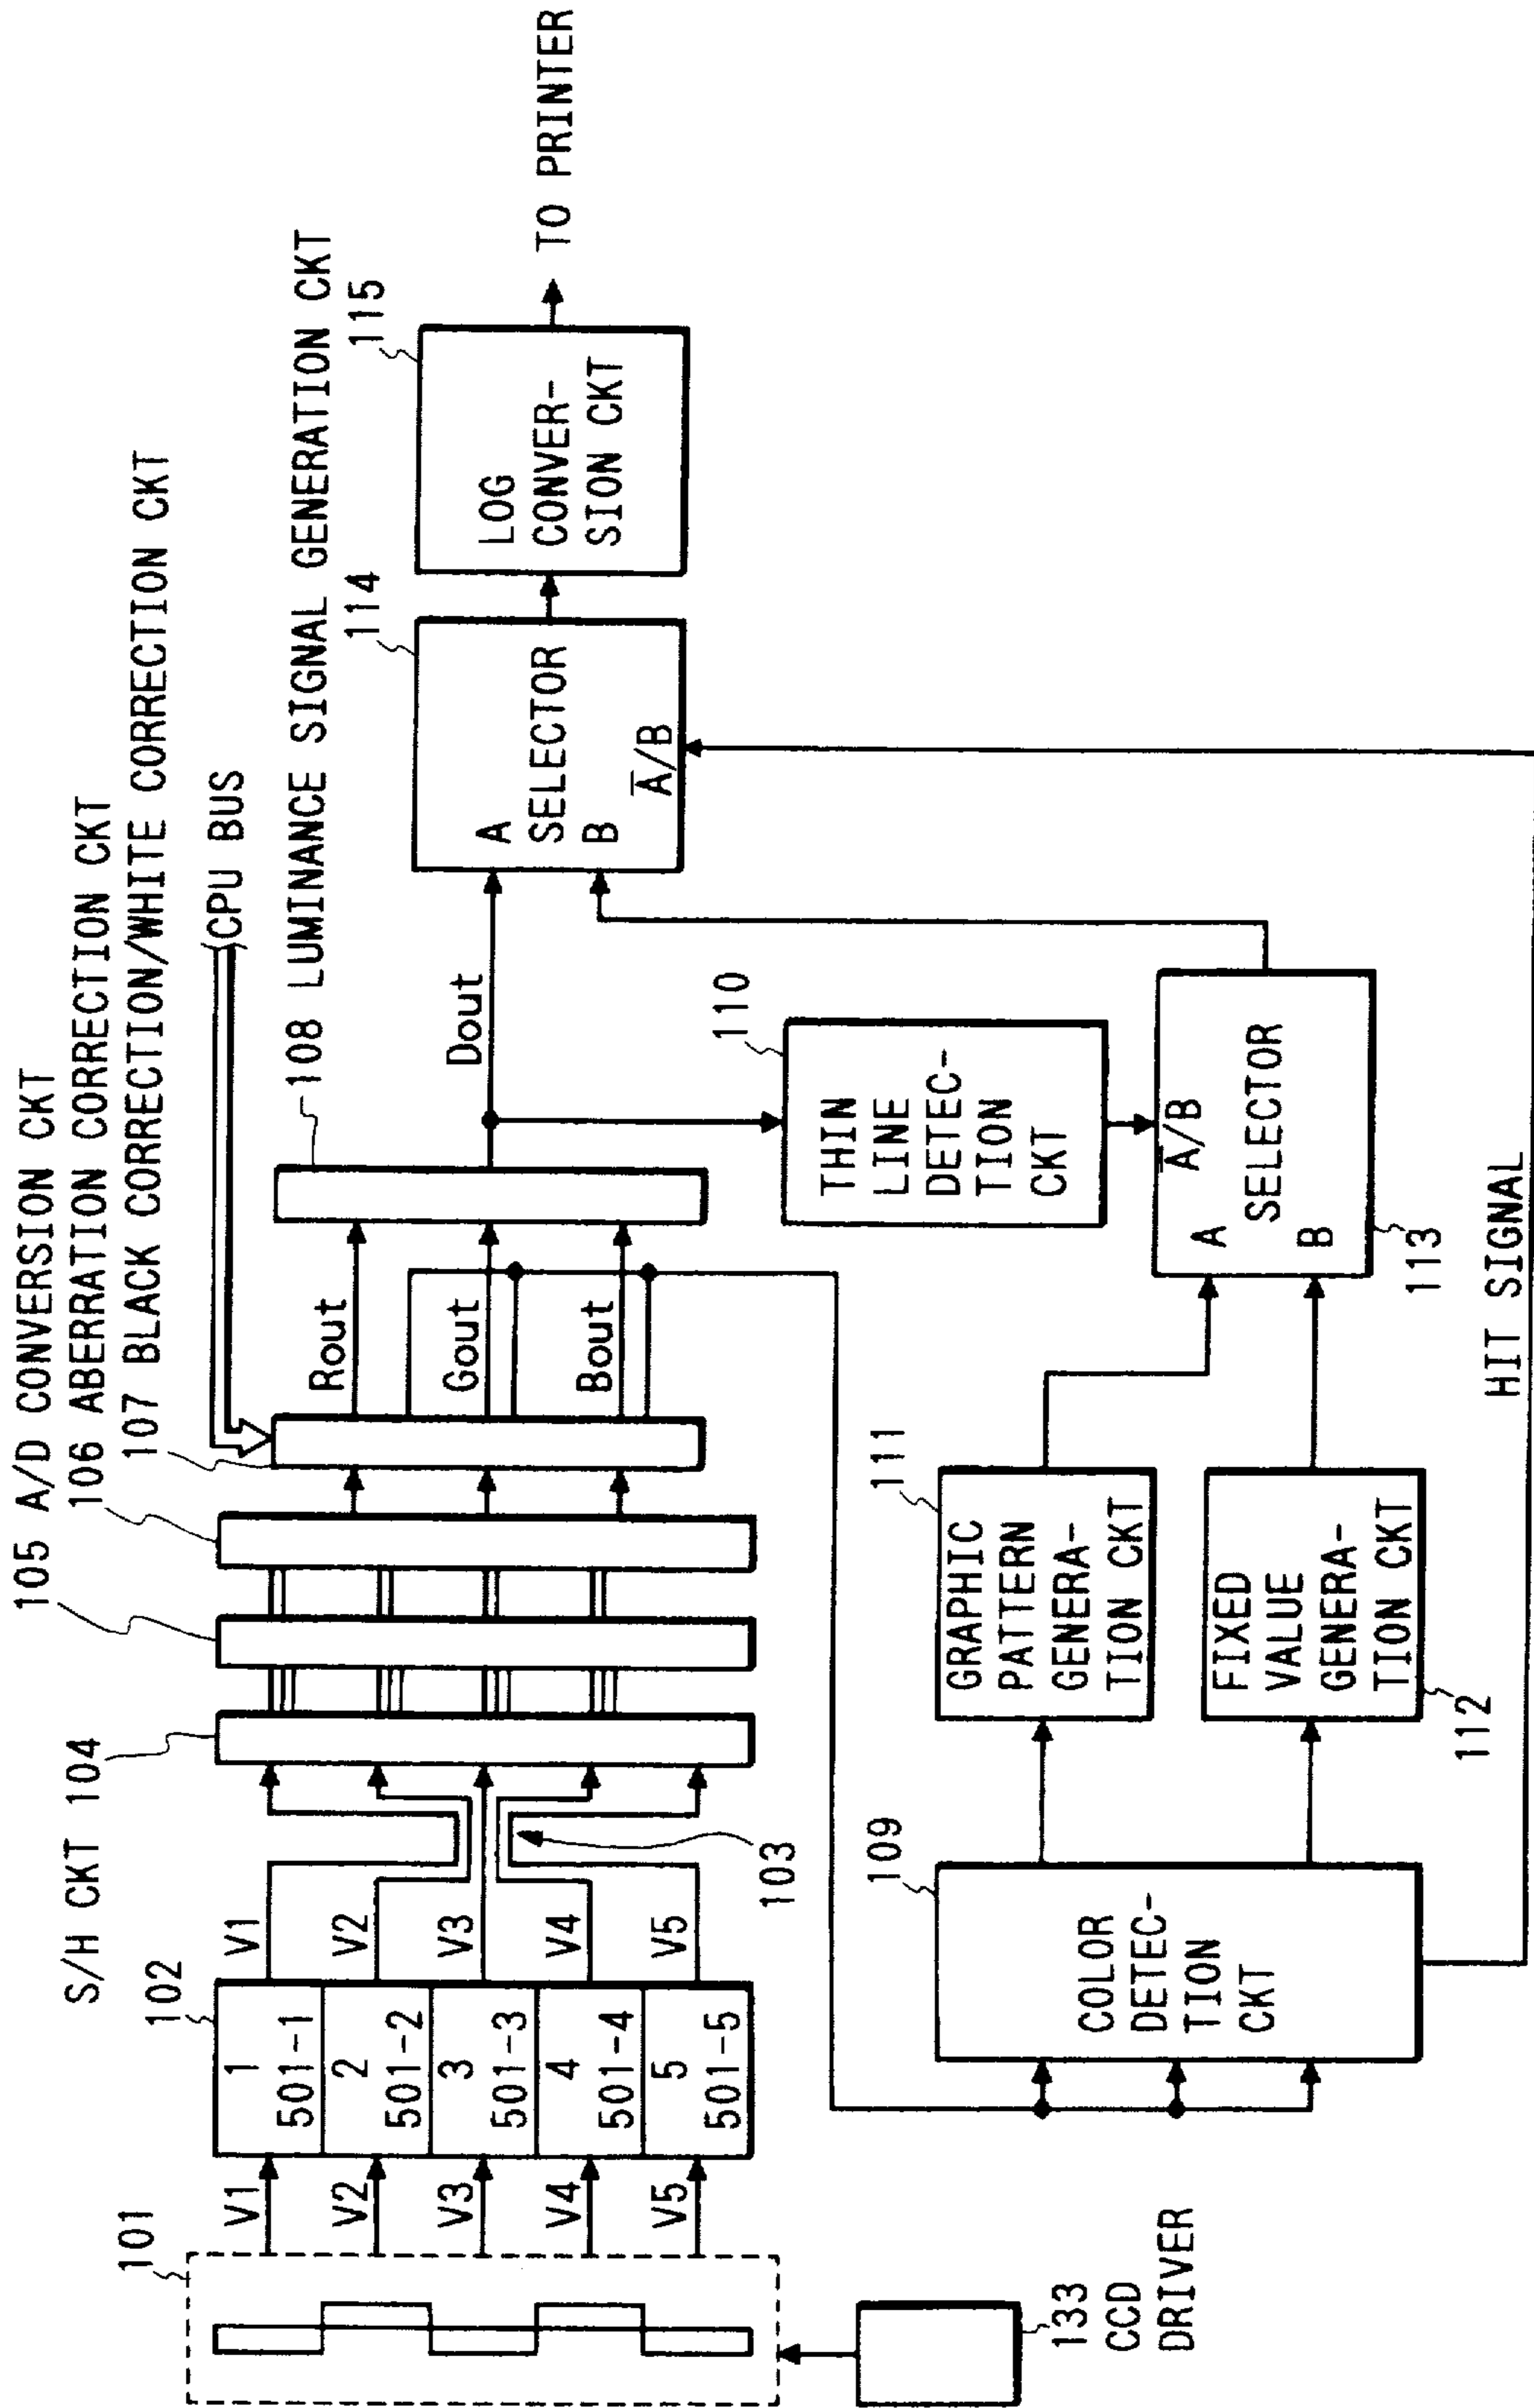 105 A/D CONVERSION CKT
106 ABERRATION CORRECTION CKT
107 BLACK CORRECTION/WHITE CORRECTION CKT
CPU BUS
108 LUMINANCE SIGNAL GENERATION CKT
S/H CKT 104
101
V1
V2
V3
V4
V5
102
1
501-1
2
501-2
3
501-3
4
501-4
5
501-5
V1
V2
V3
V4
V5
103
133
CCD
DRIVER
Rout
Gout
Bout
Dout
114
A
SELECTOR
B
A̅/B
115
LOG
CONVER-
SION CKT
TO PRINTER
110
THIN
LINE
DETEC-
TION
CKT
109
COLOR
DETEC-
TION
CKT
111
GRAPHIC
PATTERN
GENERA-
TION CKT
FIXED
VALUE
GENERA-
TION CKT
112
A̅/B
A
SELECTOR
B
113
HIT SIGNAL